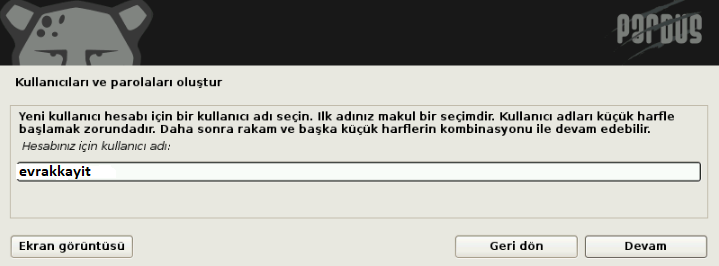 PARDUS
Kullanıcıları ve parolaları oluştur
Yeni kullanıcı hesabı için bir kullanıcı adı seçin. Ilk adınız makul bir seçimdir. Kullanıcı adları küçük harfle
başlamak zorundadır. Daha sonra rakam ve başka küçük harflerin kombinasyonu ile devam edebilir.
Hesabınız için kullanıcı adı:
evrakkayit
Ekran görüntüsü
Geri dön
Devam